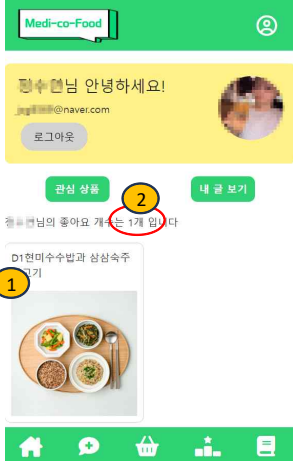 Medi-co-Food
님 안녕하세요!
@naver.com
로그아웃
관심 상품
내 글 보기
2
님의 좋아요 개수는 1개 입니다
D1현미수수밥과 삼삼숙주
1
고기